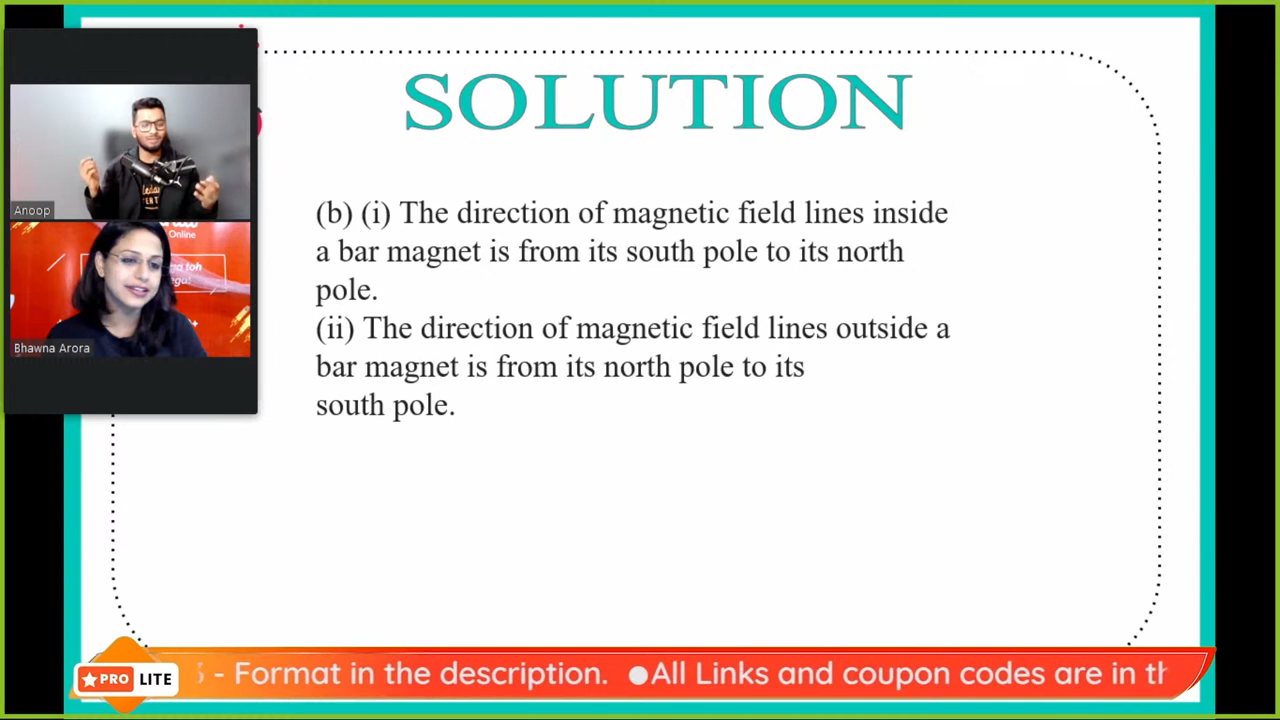 SOLUTION
Anoop
Online
Bhawna Arora
(b) (i) The direction of magnetic field lines inside
a bar magnet is from its south pole to its north
pole.
(ii) The direction of magnetic field lines outside a
bar magnet is from its north pole to its
south pole.
PRO LITE
- Format in the description. ●All Links and coupon codes are in th